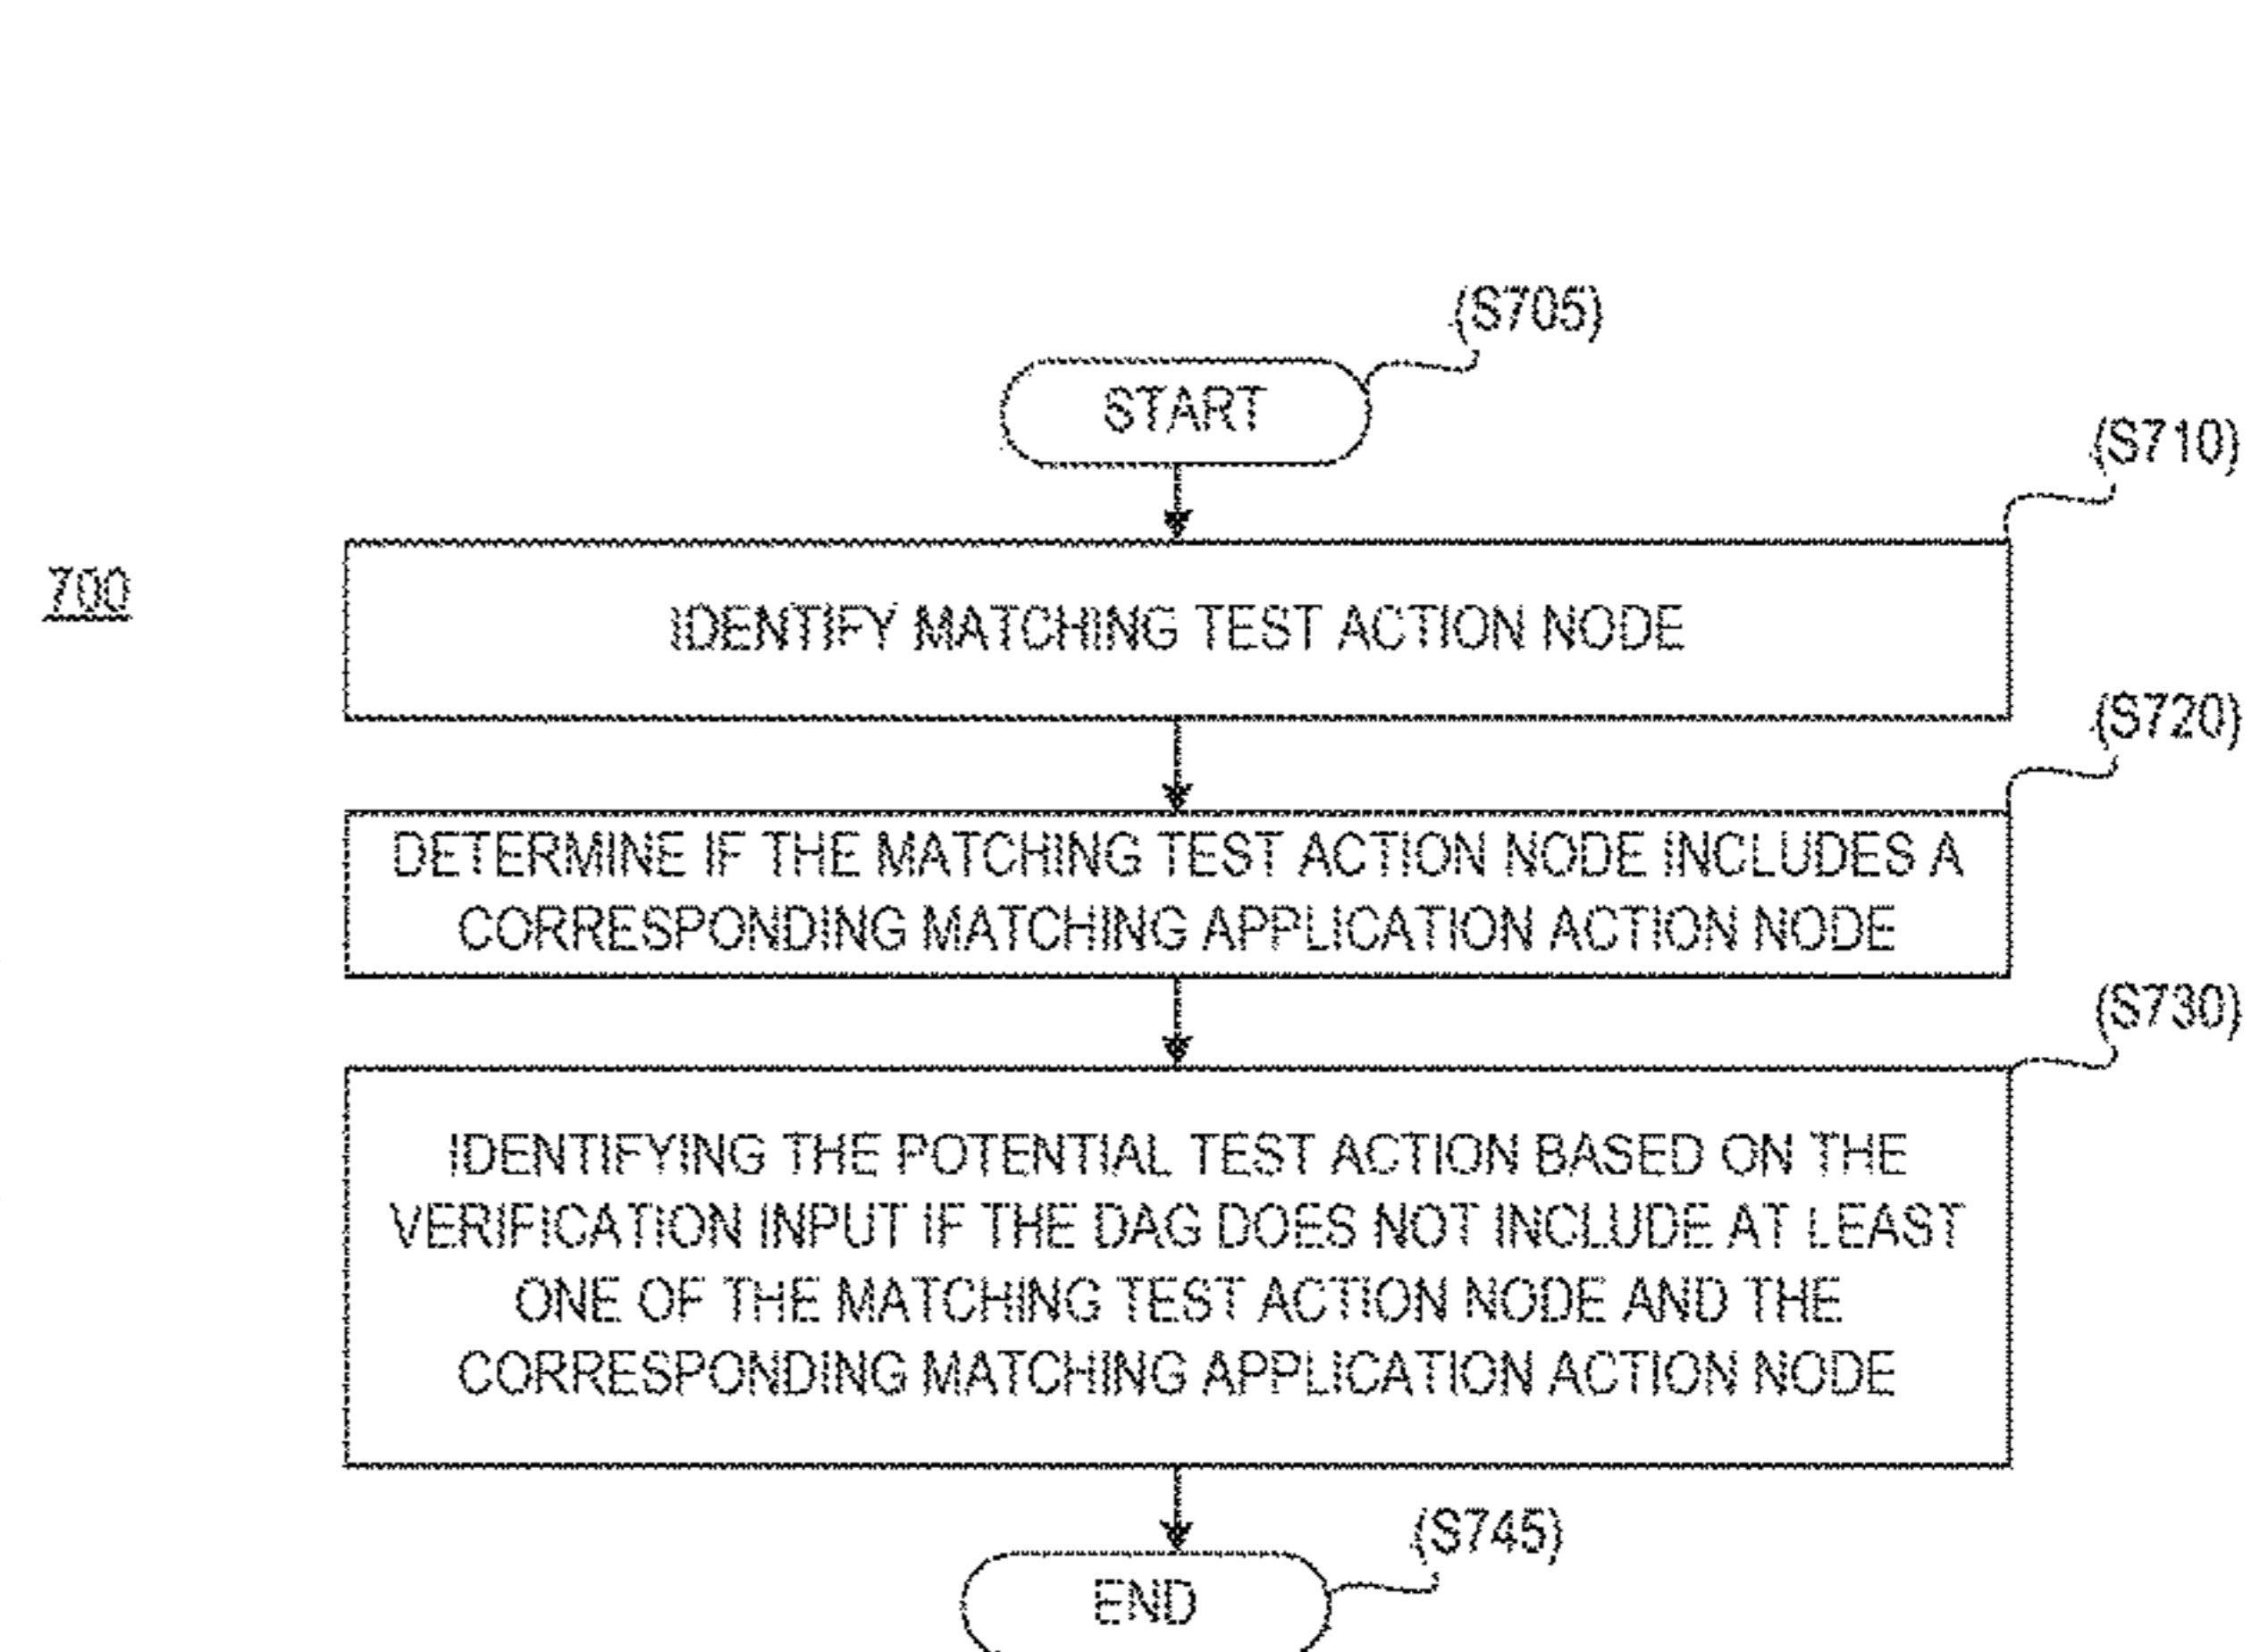 (S705)
START
(S710)
700
IDENTIFY MATCHING TEST ACTION NODE
(S720)
DETERMINE IF THE MATCHING TEST ACTION NODE INCLUDES A
CORRESPONDING MATCHING APPLICATION ACTION NODE
(S730)
IDENTIFYING THE POTENTIAL TEST ACTION BASED ON THE
VERIFICATION INPUT IF THE DAG DOES NOT INCLUDE AT LEAST
ONE OF THE MATCHING TEST ACTION NODE AND THE
CORRESPONDING MATCHING APPLICATION ACTION NODE
(S745)
END